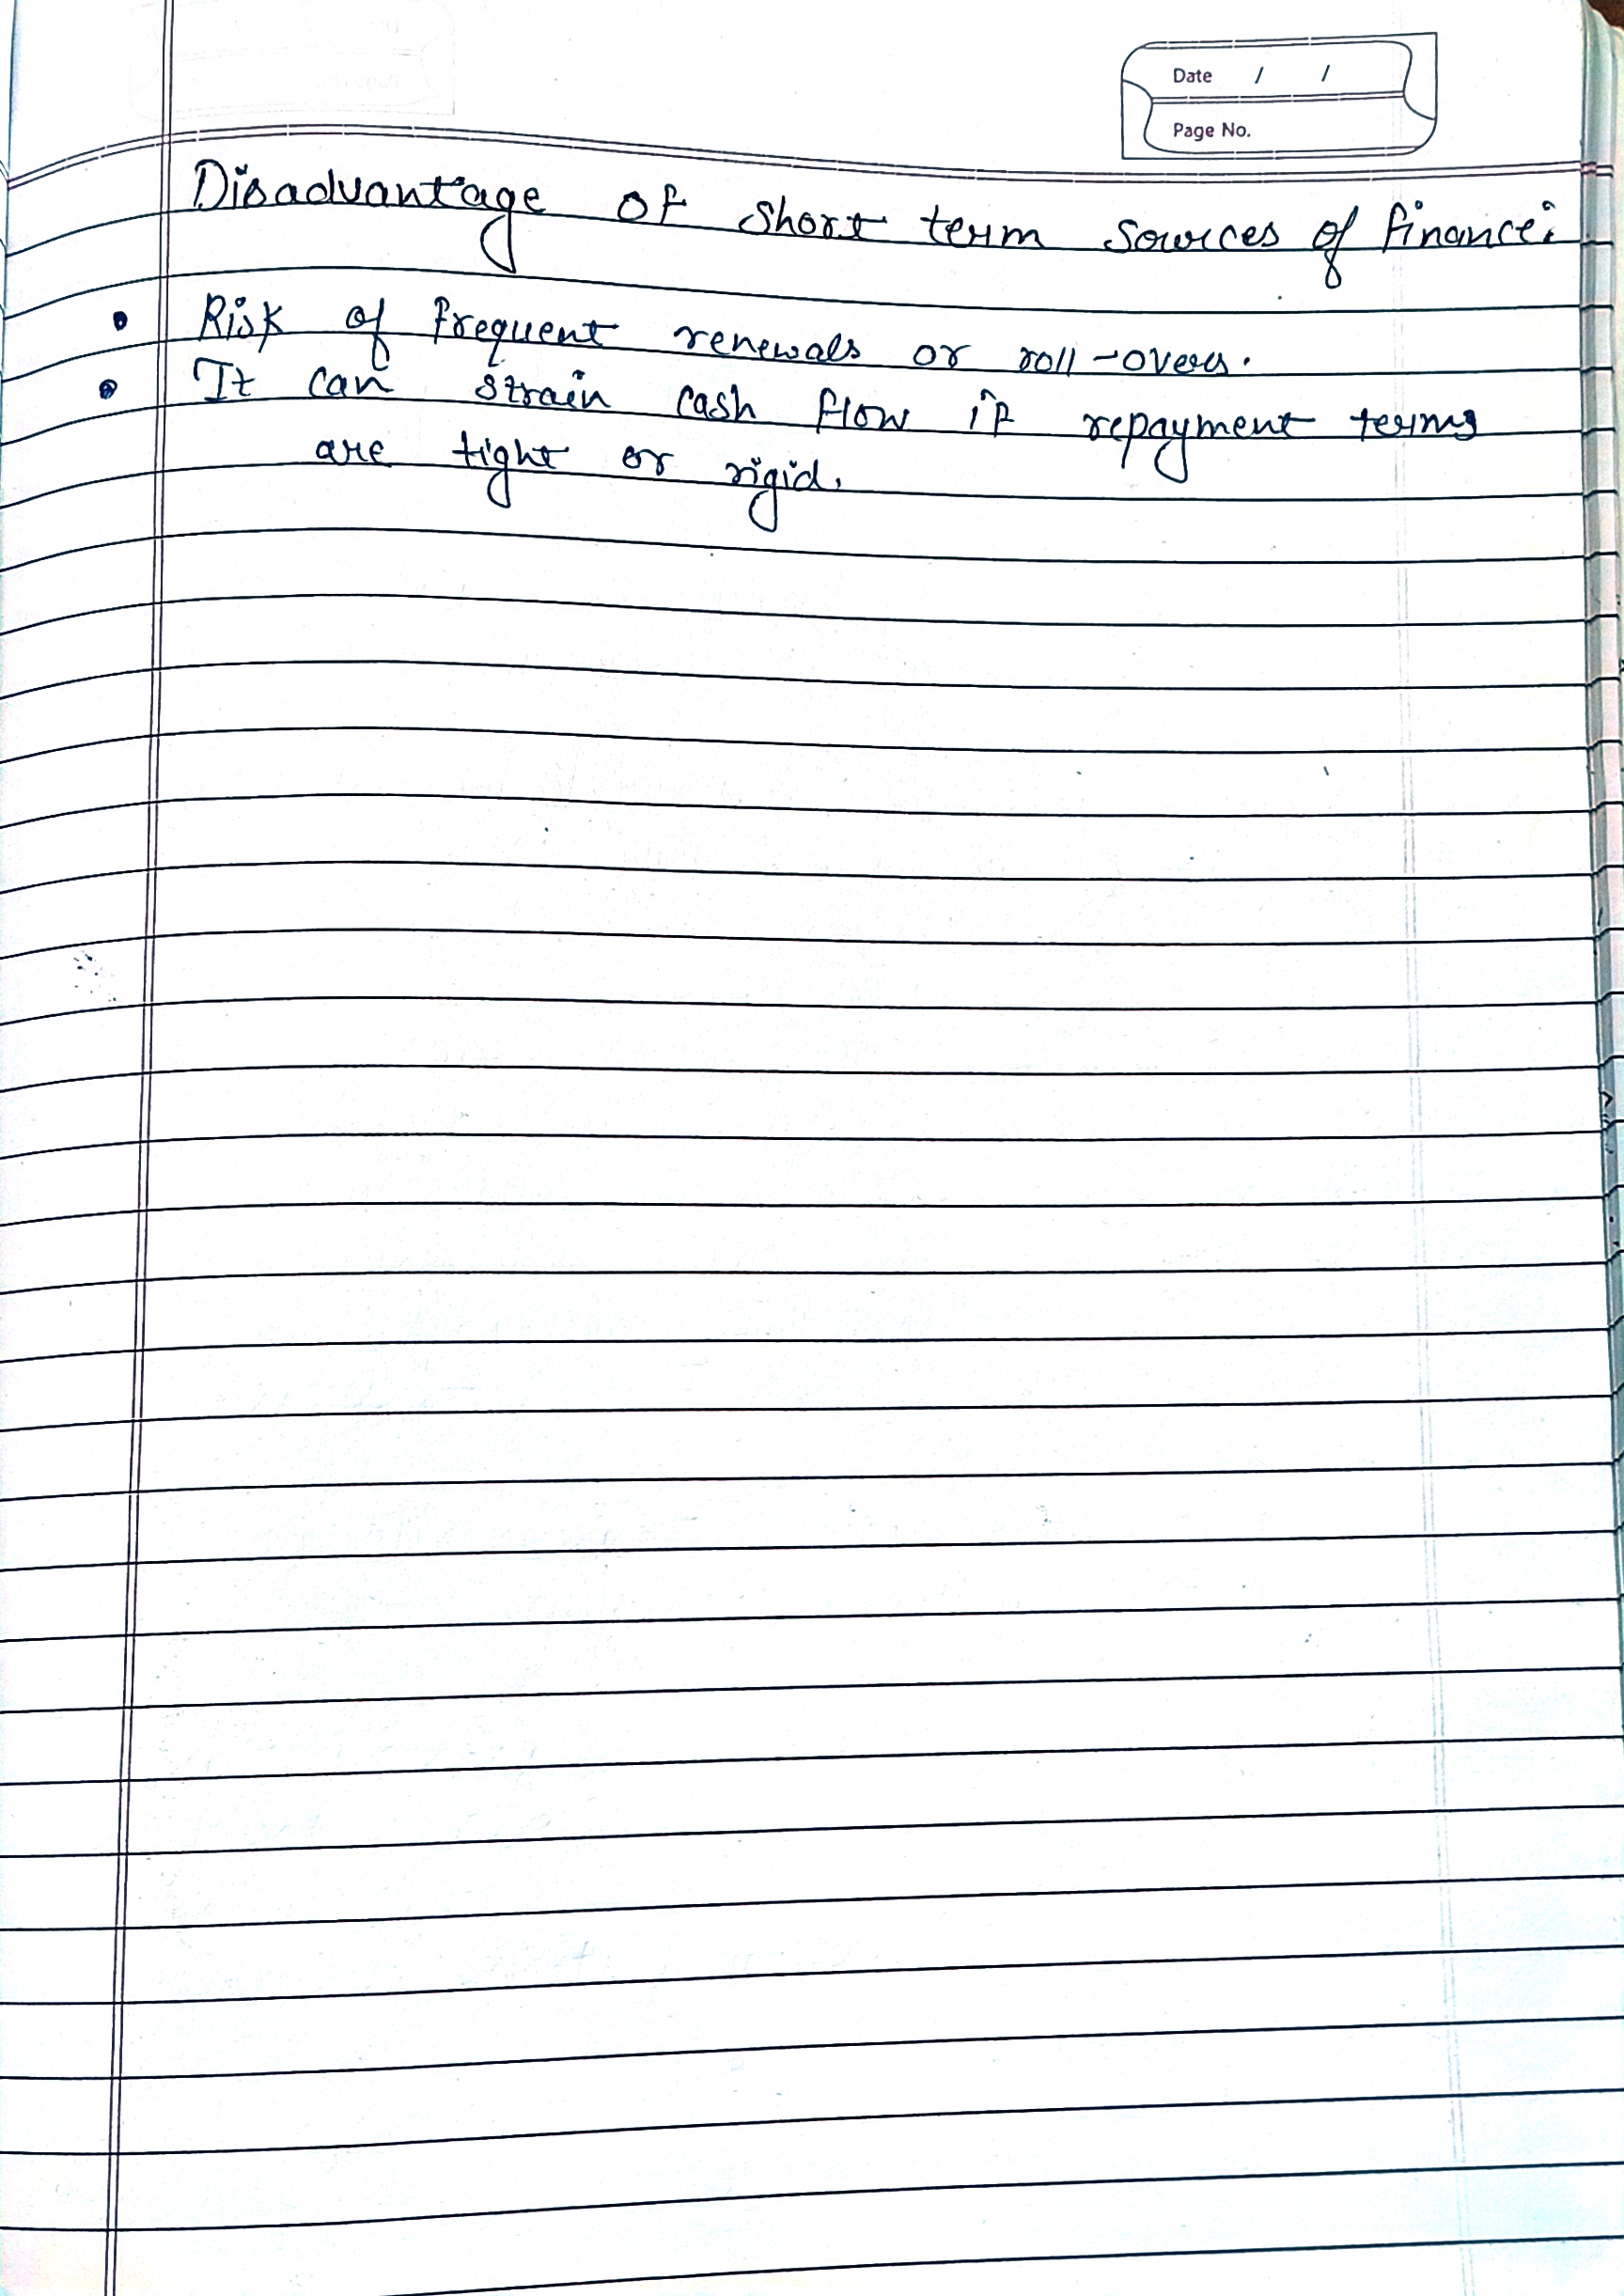 Date / /
Page No.
Disadvantage of short term sources of finance:
• Risk of frequent renewals or roll-overs.
• It can strain cash flow if repayment terms
are tight or rigid.